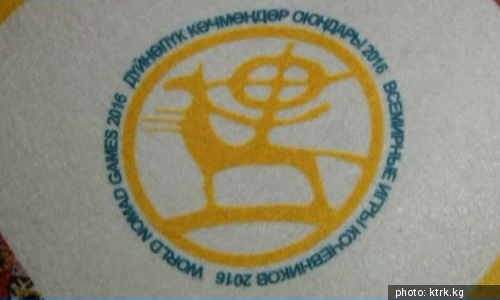 ДҮЙНӨЛҮК КӨЧМӨНДӨР ОЮНДАРЫ 2016
ВСЕМИРНЫЕ ИГРЫ КОЧЕВНИКОВ 2016
WORLD NOMAD GAMES 2016
photo: ktrk.kg